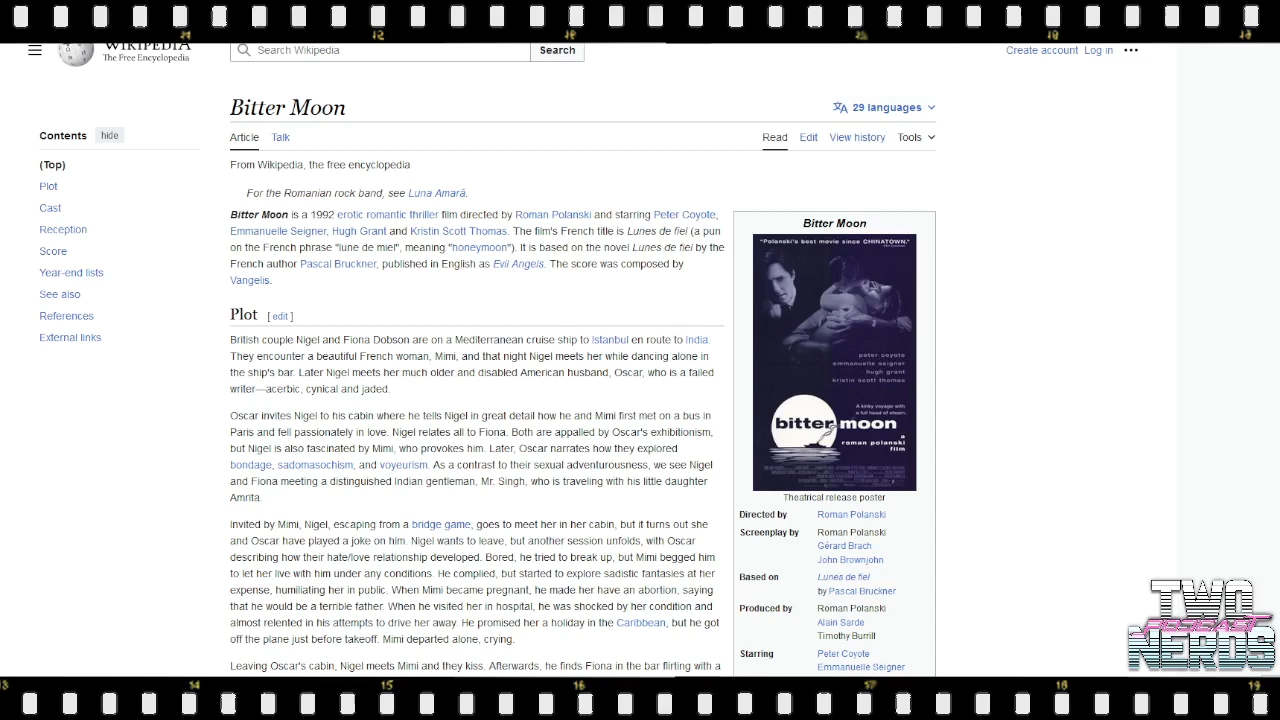 WIKIPEDIA
The Free Encyclopedia
Search Wikipedia
Search
Create account Log in
Bitter Moon
29 languages
Contents hide
Article Talk
Read Edit View history Tools
(Top)
Plot
Cast
Reception
Score
Year-end lists
See also
References
External links
From Wikipedia, the free encyclopedia
For the Romanian rock band, see Luna Amară.
Bitter Moon is a 1992 erotic romantic thriller film directed by Roman Polanski and starring Peter Coyote,
Emmanuelle Seigner, Hugh Grant and Kristin Scott Thomas. The film's French title is Lunes de fiel (a pun
on the French phrase "lune de miel", meaning "honeymoon"). It is based on the novel Lunes de fiel by the
French author Pascal Bruckner, published in English as Evil Angels. The score was composed by
Vangelis.
Plot [ edit ]
British couple Nigel and Fiona Dobson are on a Mediterranean cruise ship to Istanbul en route to India.
They encounter a beautiful French woman, Mimi, and that night Nigel meets her while dancing alone in
the ship's bar. Later Nigel meets her much older and disabled American husband Oscar, who is a failed
writer—acerbic, cynical and jaded.
Oscar invites Nigel to his cabin where he recounts in great detail how he and Mimi met on a bus in
Paris and fell passionately in love. Nigel relates all to Fiona. Both are appalled by Oscar's exhibitionism,
but Nigel is also fascinated by Mimi, who teases him. Later, Oscar narrates how they explored
bondage, sadomasochism, and voyeurism. As a contrast to these disturbing stories, we see Nigel
and Fiona meet the distinguished Indian gentleman Mr. Singh, who is traveling with his little daughter
Amrita.
Invited by Mimi, Nigel, escaping from a bridge game, goes to meet her in her cabin, but it turns out she
and Oscar have played a joke on him. Nigel wants to leave, but another session unfolds, with Oscar
describing how their hate/love relationship developed. Bored, he tried to break up, but Mimi begged him
to let her live with him under any conditions. He complied, but started to explore sadistic fantasies at her
expense, humiliating her in public. When Mimi became pregnant, he made her have an abortion, saying
that he would be a terrible father. When he visited her in hospital, he was shocked by her condition and
almost relented in his attempts to drive her away. He promised her a holiday in the Caribbean, but he got
off the plane just before takeoff. Mimi departed alone, crying.
Leaving Oscar's cabin, Nigel meets Mimi and they kiss. Afterwards, he finds Fiona in the bar flirting with a
Bitter Moon
"Polanski's best movie since CHINATOWN."
peter coyote
emmanuelle seigner
hugh grant
kristin scott thomas
A kinky voyage with
a full head of steam.
bitter moon
a
roman polanski
film
Theatrical release poster
Directed by Roman Polanski
Screenplay by Roman Polanski
Gérard Brach
John Brownjohn
Based on Lunes de fiel
by Pascal Bruckner
Produced by Roman Polanski
Alain Sarde
Timothy Burrill
Starring Peter Coyote
Emmanuelle Seigner
TWO
NERDS
13 14 15 16 17 18 19